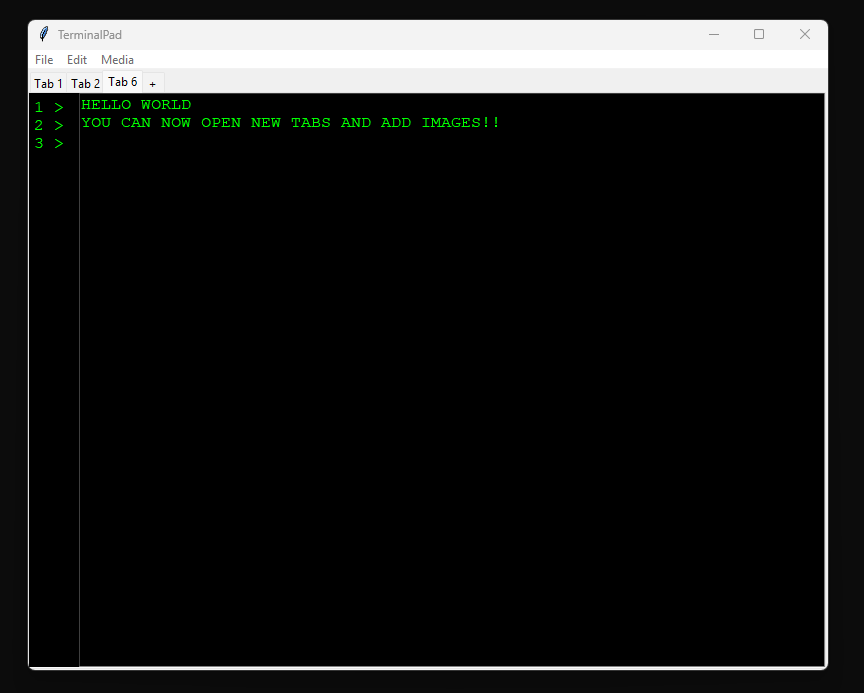 TerminalPad
File Edit Media
Tab 1 Tab 2 Tab 6 +
1 > HELLO WORLD
2 > YOU CAN NOW OPEN NEW TABS AND ADD IMAGES!!
3 >